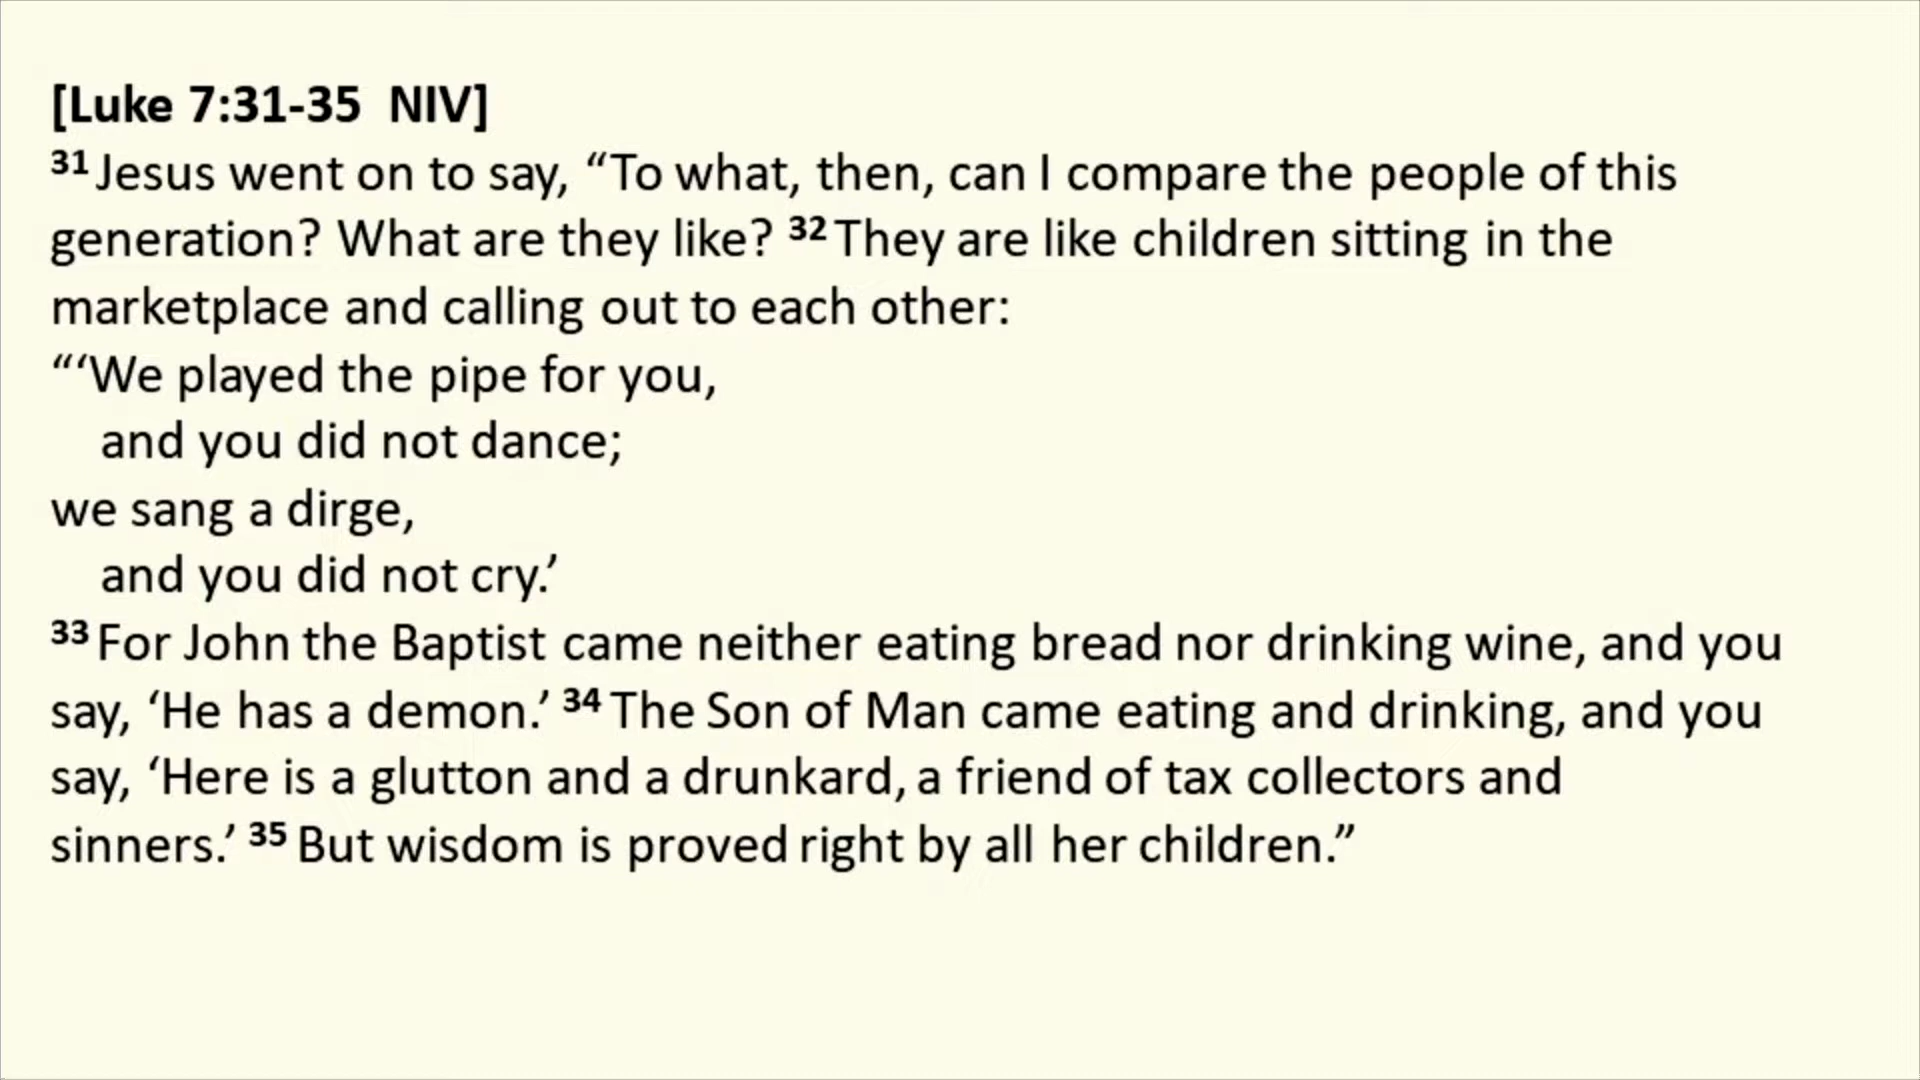 [Luke 7:31-35  NIV]
31 Jesus went on to say, “To what, then, can I compare the people of this
generation? What are they like? 32 They are like children sitting in the
marketplace and calling out to each other:
“‘We played the pipe for you,
and you did not dance;
we sang a dirge,
and you did not cry.’
33 For John the Baptist came neither eating bread nor drinking wine, and you
say, ‘He has a demon.’ 34 The Son of Man came eating and drinking, and you
say, ‘Here is a glutton and a drunkard, a friend of tax collectors and
sinners.’ 35 But wisdom is proved right by all her children.”